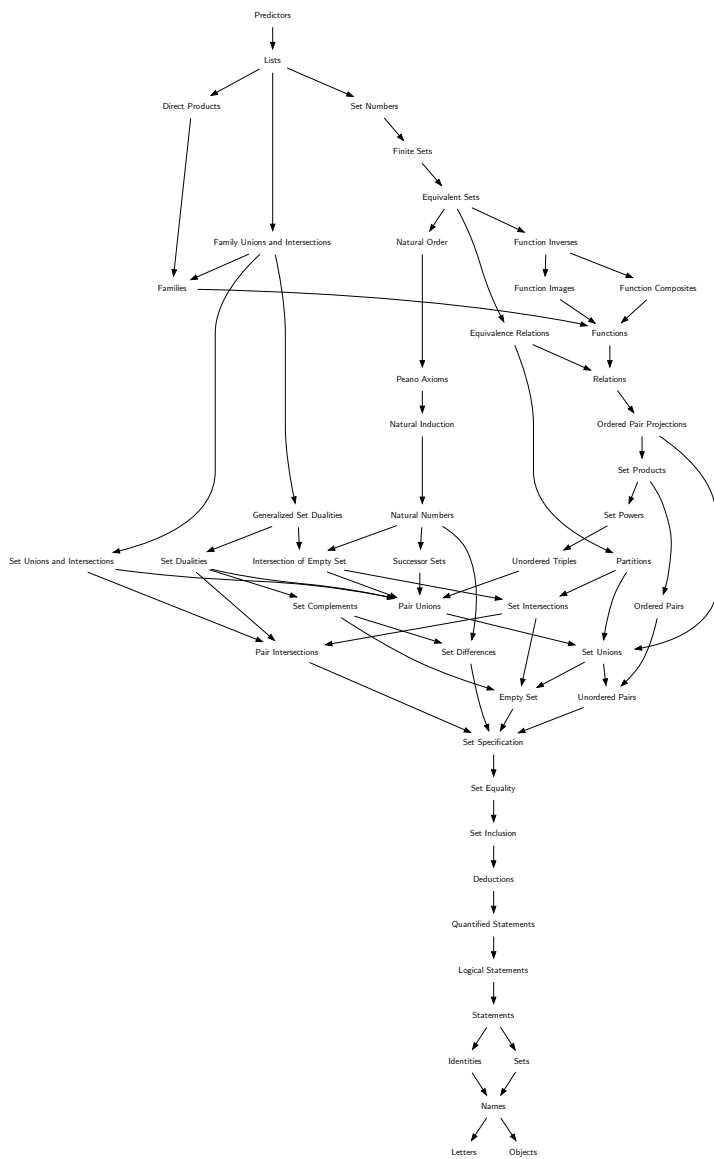 Predictors
Lists
Direct Products
Set Numbers
Finite Sets
Equivalent Sets
Family Unions and Intersections
Natural Order
Function Inverses
Families
Function Images
Function Composites
Equivalence Relations
Functions
Peano Axioms
Relations
Natural Induction
Ordered Pair Projections
Set Products
Generalized Set Dualities
Natural Numbers
Set Powers
Set Unions and Intersections
Set Dualities
Intersection of Empty Set
Successor Sets
Unordered Triples
Partitions
Set Complements
Pair Unions
Set Intersections
Ordered Pairs
Pair Intersections
Set Differences
Set Unions
Empty Set
Unordered Pairs
Set Specification
Set Equality
Set Inclusion
Deductions
Quantified Statements
Logical Statements
Statements
Identities
Sets
Names
Letters
Objects